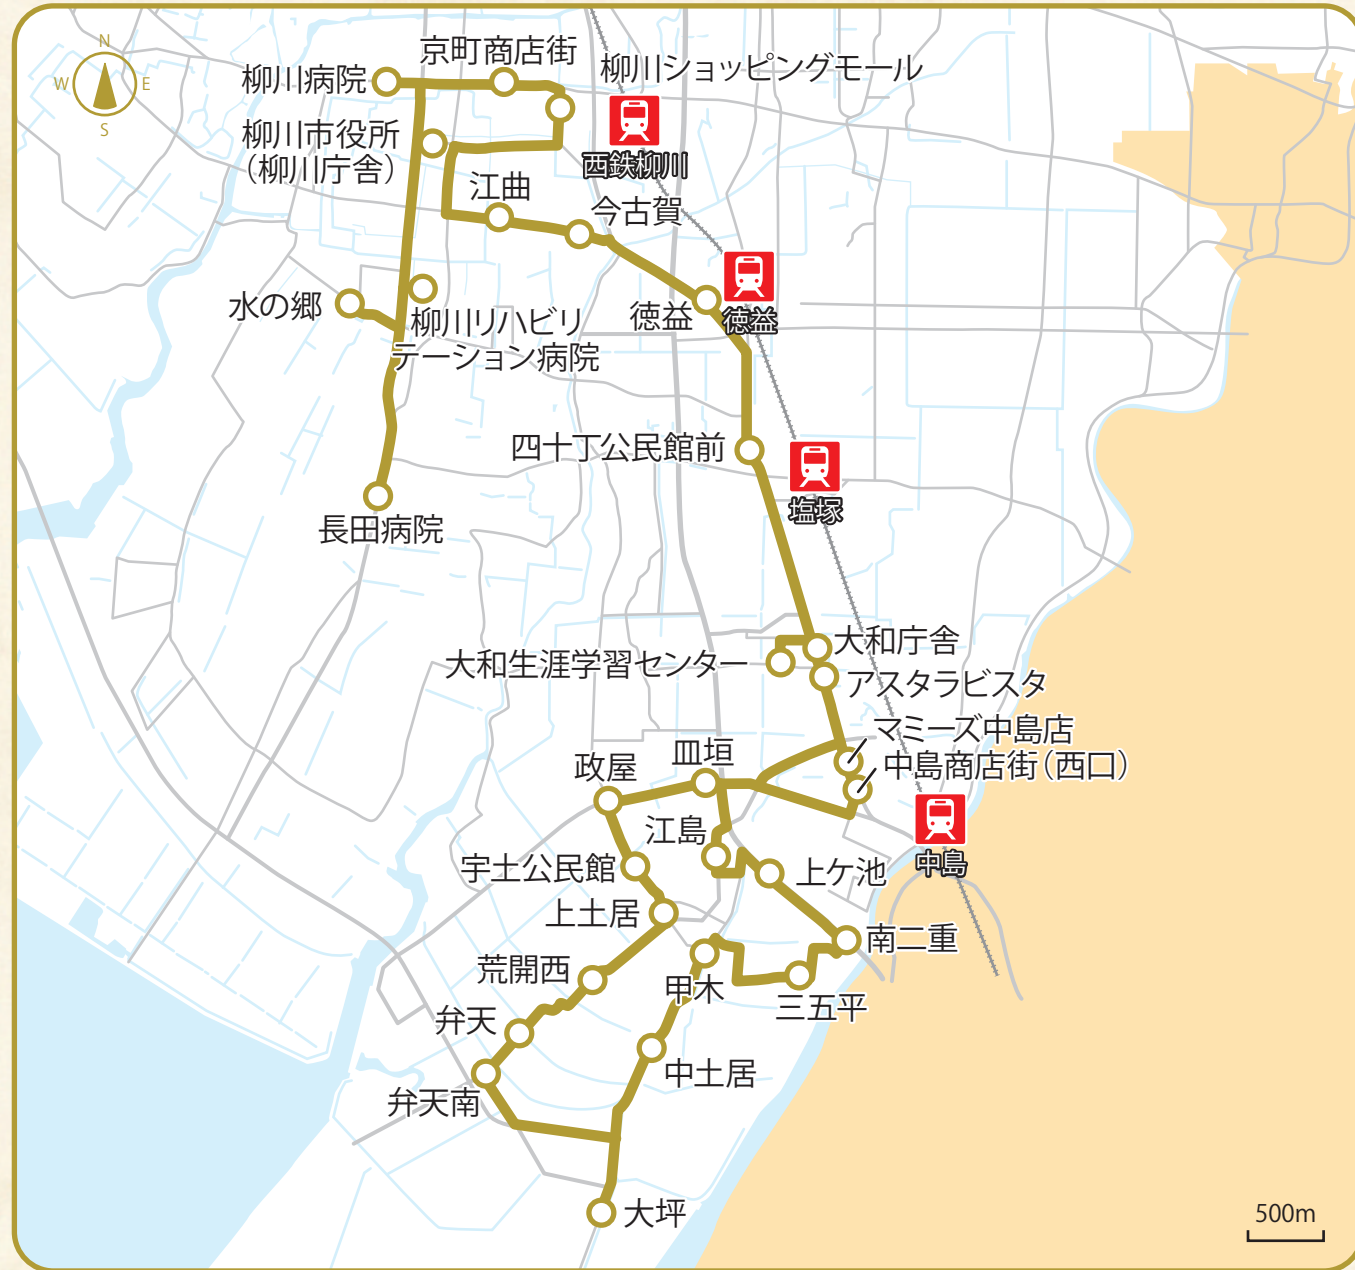 N
W
E
S
京町商店街
柳川病院
柳川ショッピングモール
柳川市役所
（柳川庁舎）
西鉄柳川
江曲
今古賀
水の郷
柳川リハビリ
テーション病院
徳益
徳益
四十丁公民館前
塩塚
長田病院
大和庁舎
大和生涯学習センター
アスタラビスタ
マミーズ中島店
皿垣
中島商店街（西口）
政屋
江島
中島
宇土公民館
上ケ池
上土居
南二重
荒開西
甲木
三五平
弁天
中土居
弁天南
大坪
500m